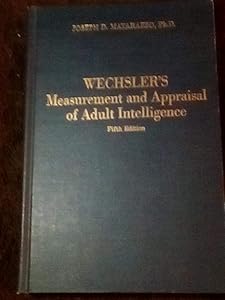 JOSEPH D. MATARAZZO, PH.D.
WECHSLER'S
Measurement and Appraisal
of Adult Intelligence
Fifth Edition